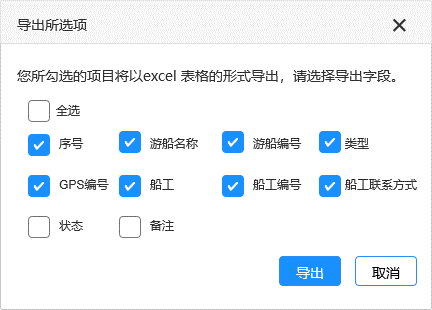 导出所选项
您所勾选的项目将以excel 表格的形式导出，请选择导出字段。
全选
序号 游船名称 游船编号 类型
GPS编号 船工 船工编号 船工联系方式
状态 备注
导出 取消